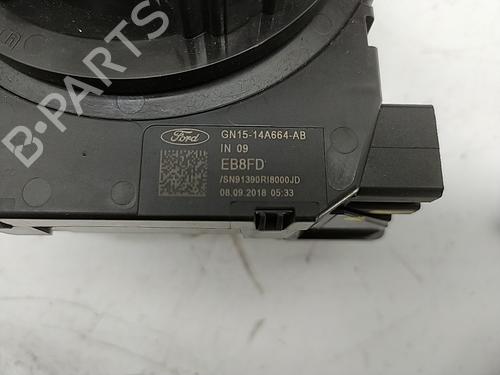 Ford
GN15-14A664-AB
IN 09
EB8FD
/SN91390RI8000JD
08.09.2018 05:33
B-PARTS